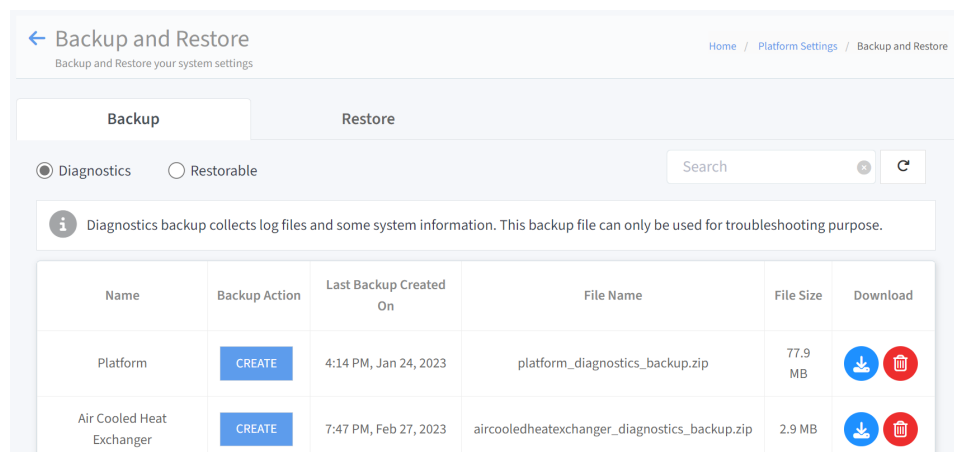 Backup and Restore
Backup and Restore your system settings
Home / Platform Settings / Backup and Restore
Backup Restore
Diagnostics Restorable Search
Diagnostics backup collects log files and some system information. This backup file can only be used for troubleshooting purpose.
Name Backup Action Last Backup Created On File Name File Size Download
Platform CREATE 4:14 PM, Jan 24, 2023 platform_diagnostics_backup.zip 77.9 MB
Air Cooled Heat Exchanger CREATE 7:47 PM, Feb 27, 2023 aircooledheatexchanger_diagnostics_backup.zip 2.9 MB